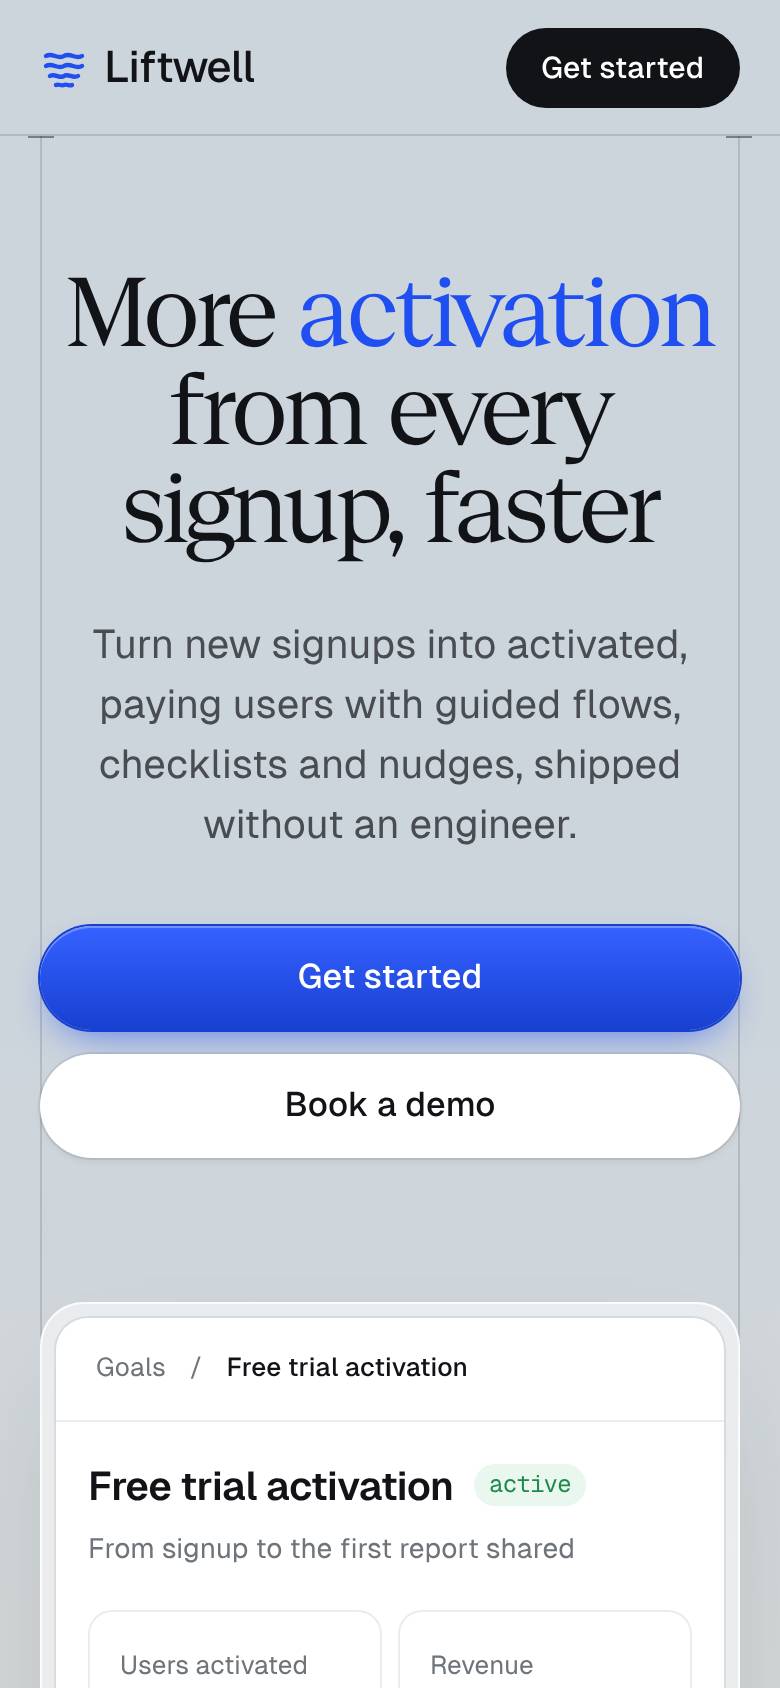 Liftwell
Get started
More activation
from every
signup, faster
Turn new signups into activated,
paying users with guided flows,
checklists and nudges, shipped
without an engineer.
Get started
Book a demo
Goals / Free trial activation
Free trial activation active
From signup to the first report shared
Users activated
Revenue